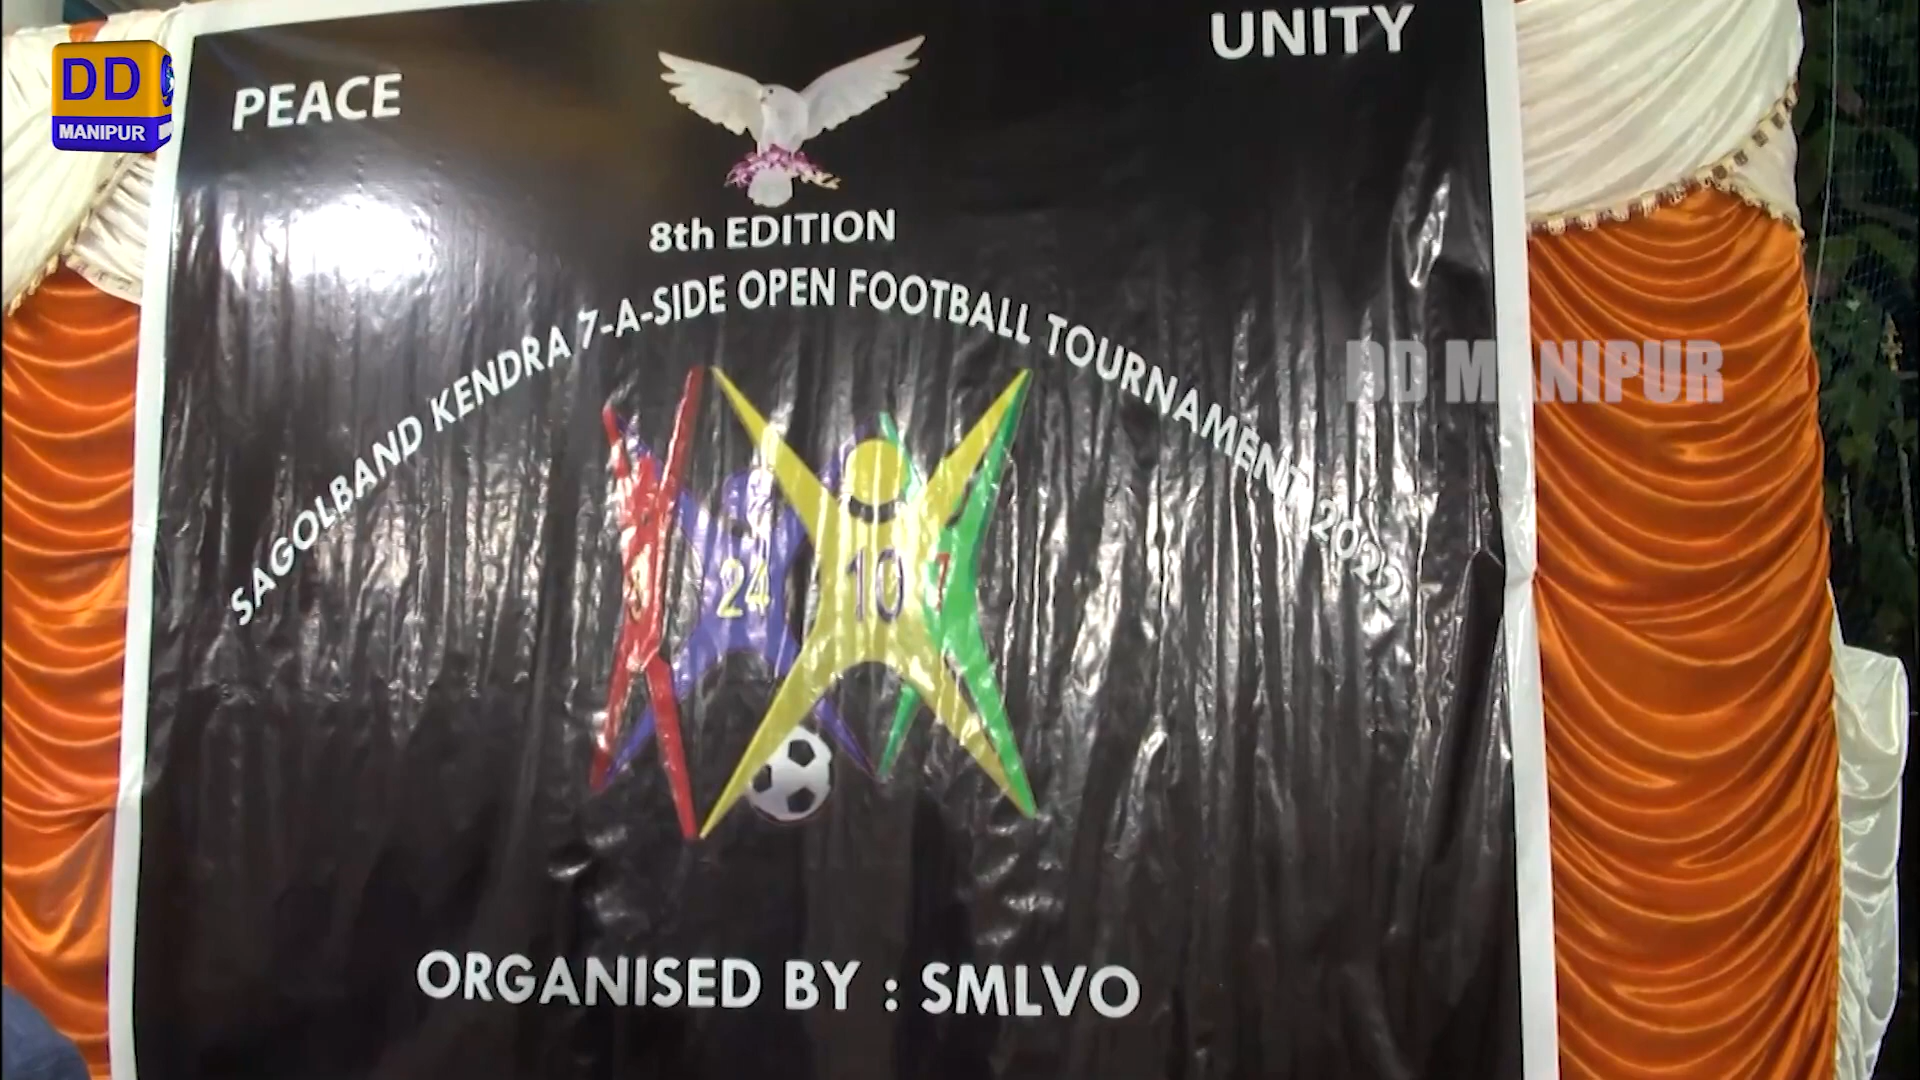 DD
MANIPUR
PEACE
UNITY
8th EDITION
SAGOLBAND KENDRA 7-A-SIDE OPEN FOOTBALL TOURNAMENT 2022
DD MANIPUR
3
24
10
7
ORGANISED BY : SMLVO